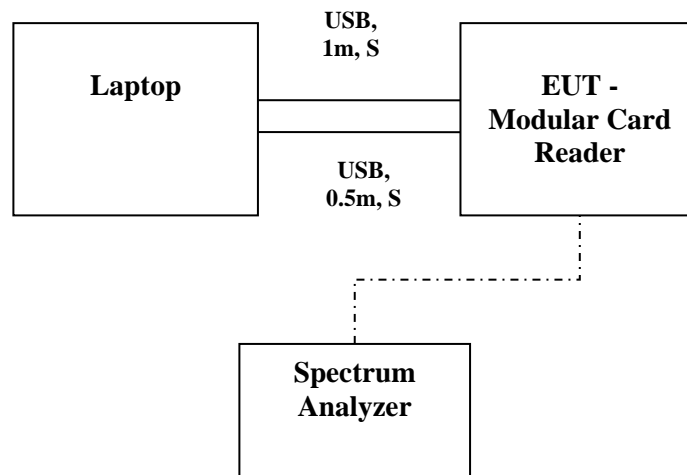 USB,
1m, S
Laptop
EUT -
Modular Card
Reader
USB,
0.5m, S
Spectrum
Analyzer